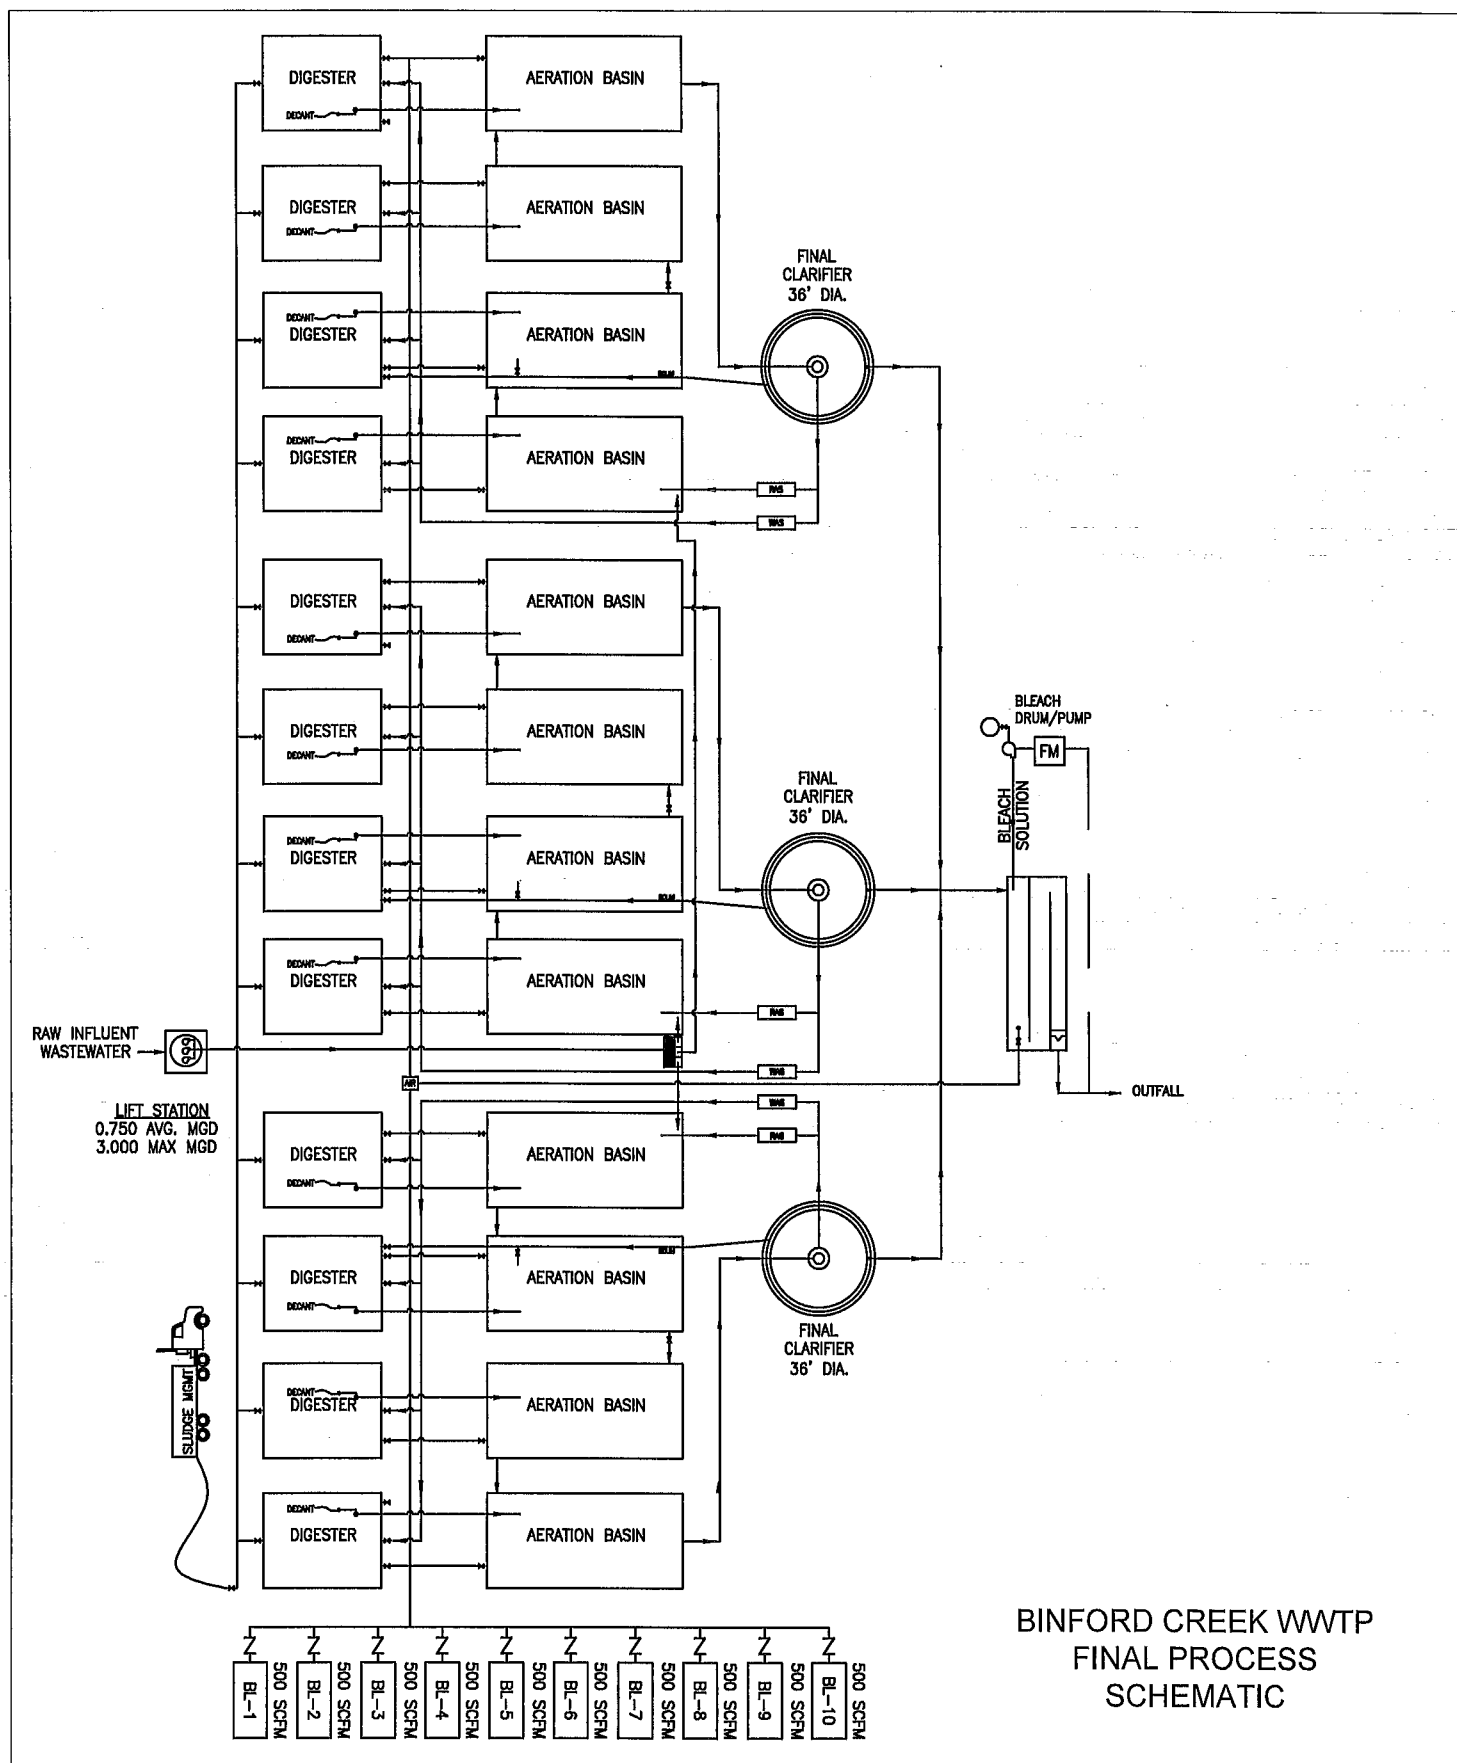 DIGESTER
AERATION BASIN
DECANT
DIGESTER
AERATION BASIN
DECANT
FINAL
CLARIFIER
36' DIA.
DECANT
DIGESTER
AERATION BASIN
SCUM
DECANT
DIGESTER
AERATION BASIN
RAS
WAS
DIGESTER
AERATION BASIN
DECANT
DIGESTER
AERATION BASIN
DECANT
BLEACH
DRUM/PUMP
FM
BLEACH
SOLUTION
FINAL
CLARIFIER
36' DIA.
DECANT
DIGESTER
AERATION BASIN
SCUM
DECANT
DIGESTER
AERATION BASIN
RAS
RAW INFLUENT
WASTEWATER
WAS
AIR
OUTFALL
LIFT STATION
0.750 AVG. MGD
3.000 MAX MGD
WAS
RAS
DIGESTER
AERATION BASIN
DECANT
SCUM
DIGESTER
AERATION BASIN
DECANT
FINAL
CLARIFIER
36' DIA.
SLUDGE MGMT
DECANT
DIGESTER
AERATION BASIN
DECANT
DIGESTER
AERATION BASIN
BL-1
500 SCFM
BL-2
500 SCFM
BL-3
500 SCFM
BL-4
500 SCFM
BL-5
500 SCFM
BL-6
500 SCFM
BL-7
500 SCFM
BL-8
500 SCFM
BL-9
500 SCFM
BL-10
500 SCFM
BINFORD CREEK WWTP
FINAL PROCESS
SCHEMATIC